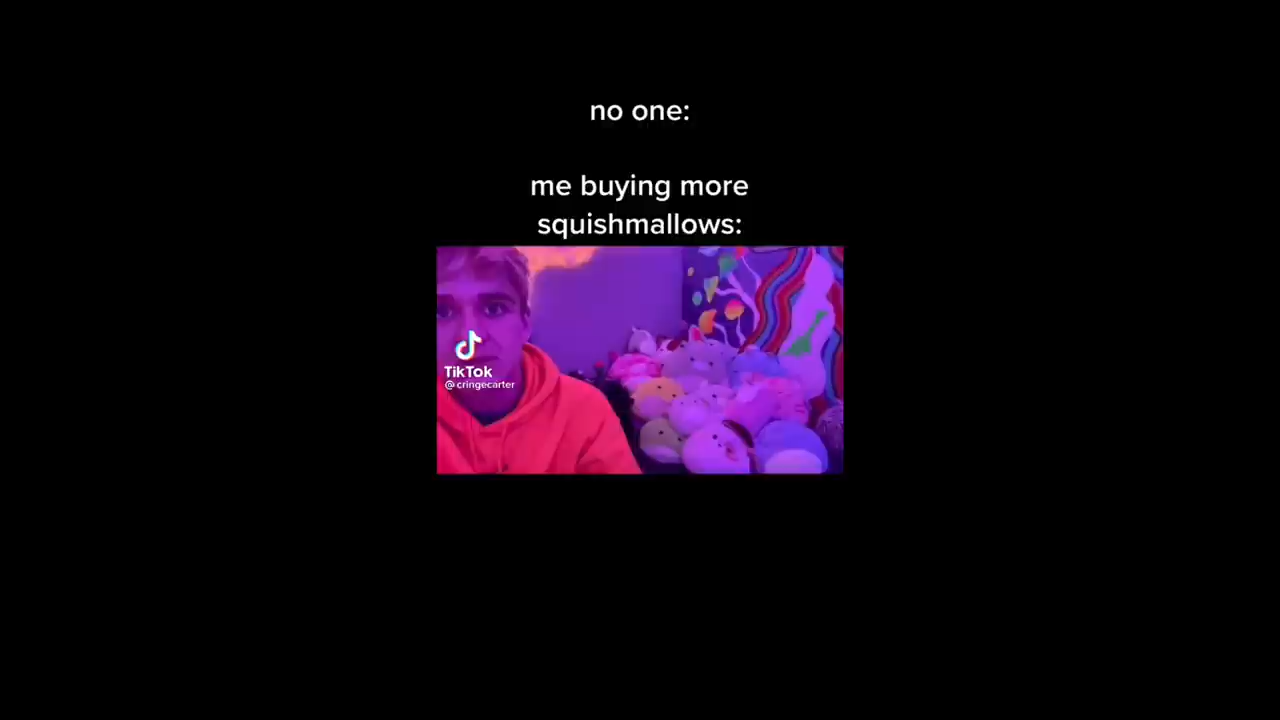 no one:
me buying more
squishmallows:
TikTok
@cringecarter